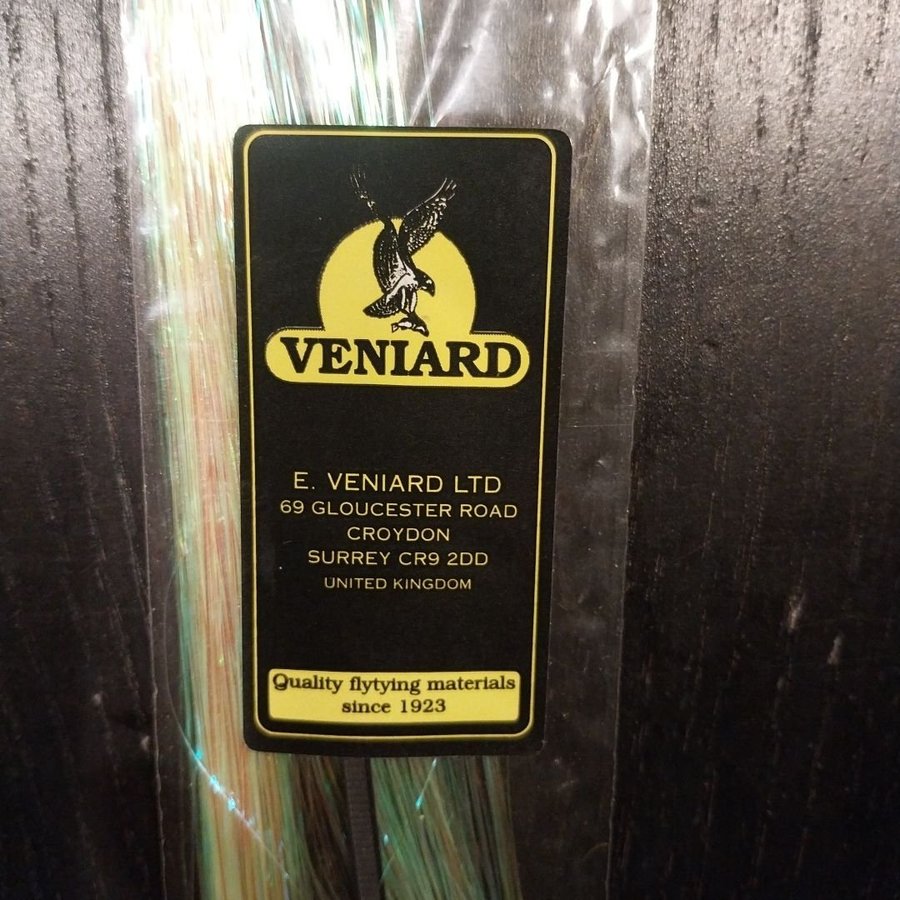 VENIARD
E. VENIARD LTD
69 GLOUCESTER ROAD
CROYDON
SURREY CR9 2DD
UNITED KINGDOM
Quality flytying materials
since 1923